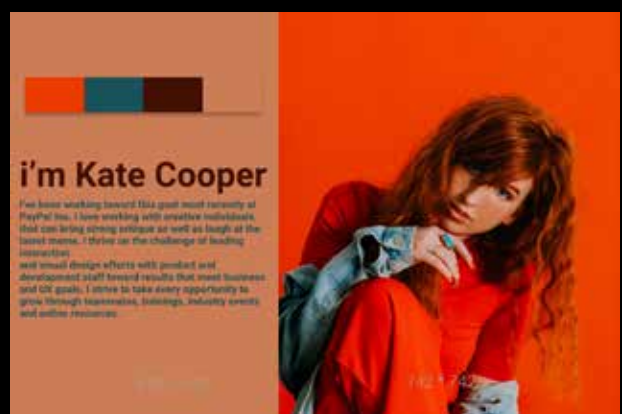 i'm Kate Cooper
I've been working toward this goal most recently at
PayPal Inc. I love working with creative individuals
that can bring strong critique as well as laugh at the
latest meme. I thrive on the challenge of leading
interaction
and visual design efforts with product and
development staff toward results that meet business
and UX goals. I strive to take every opportunity to
grow through teammates, trainings, industry events
and online resources.
742 * 742